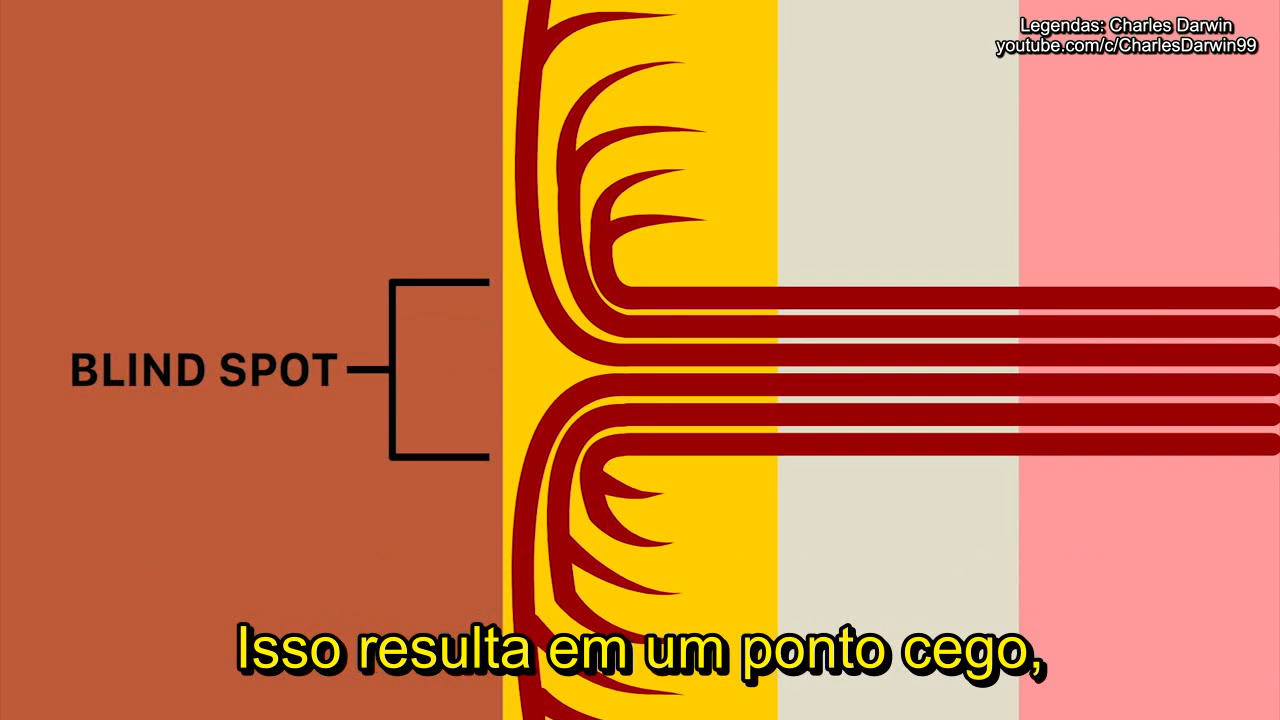 Legendas: Charles Darwin
youtube.com/c/CharlesDarwin99
BLIND SPOT
Isso resulta em um ponto cego,